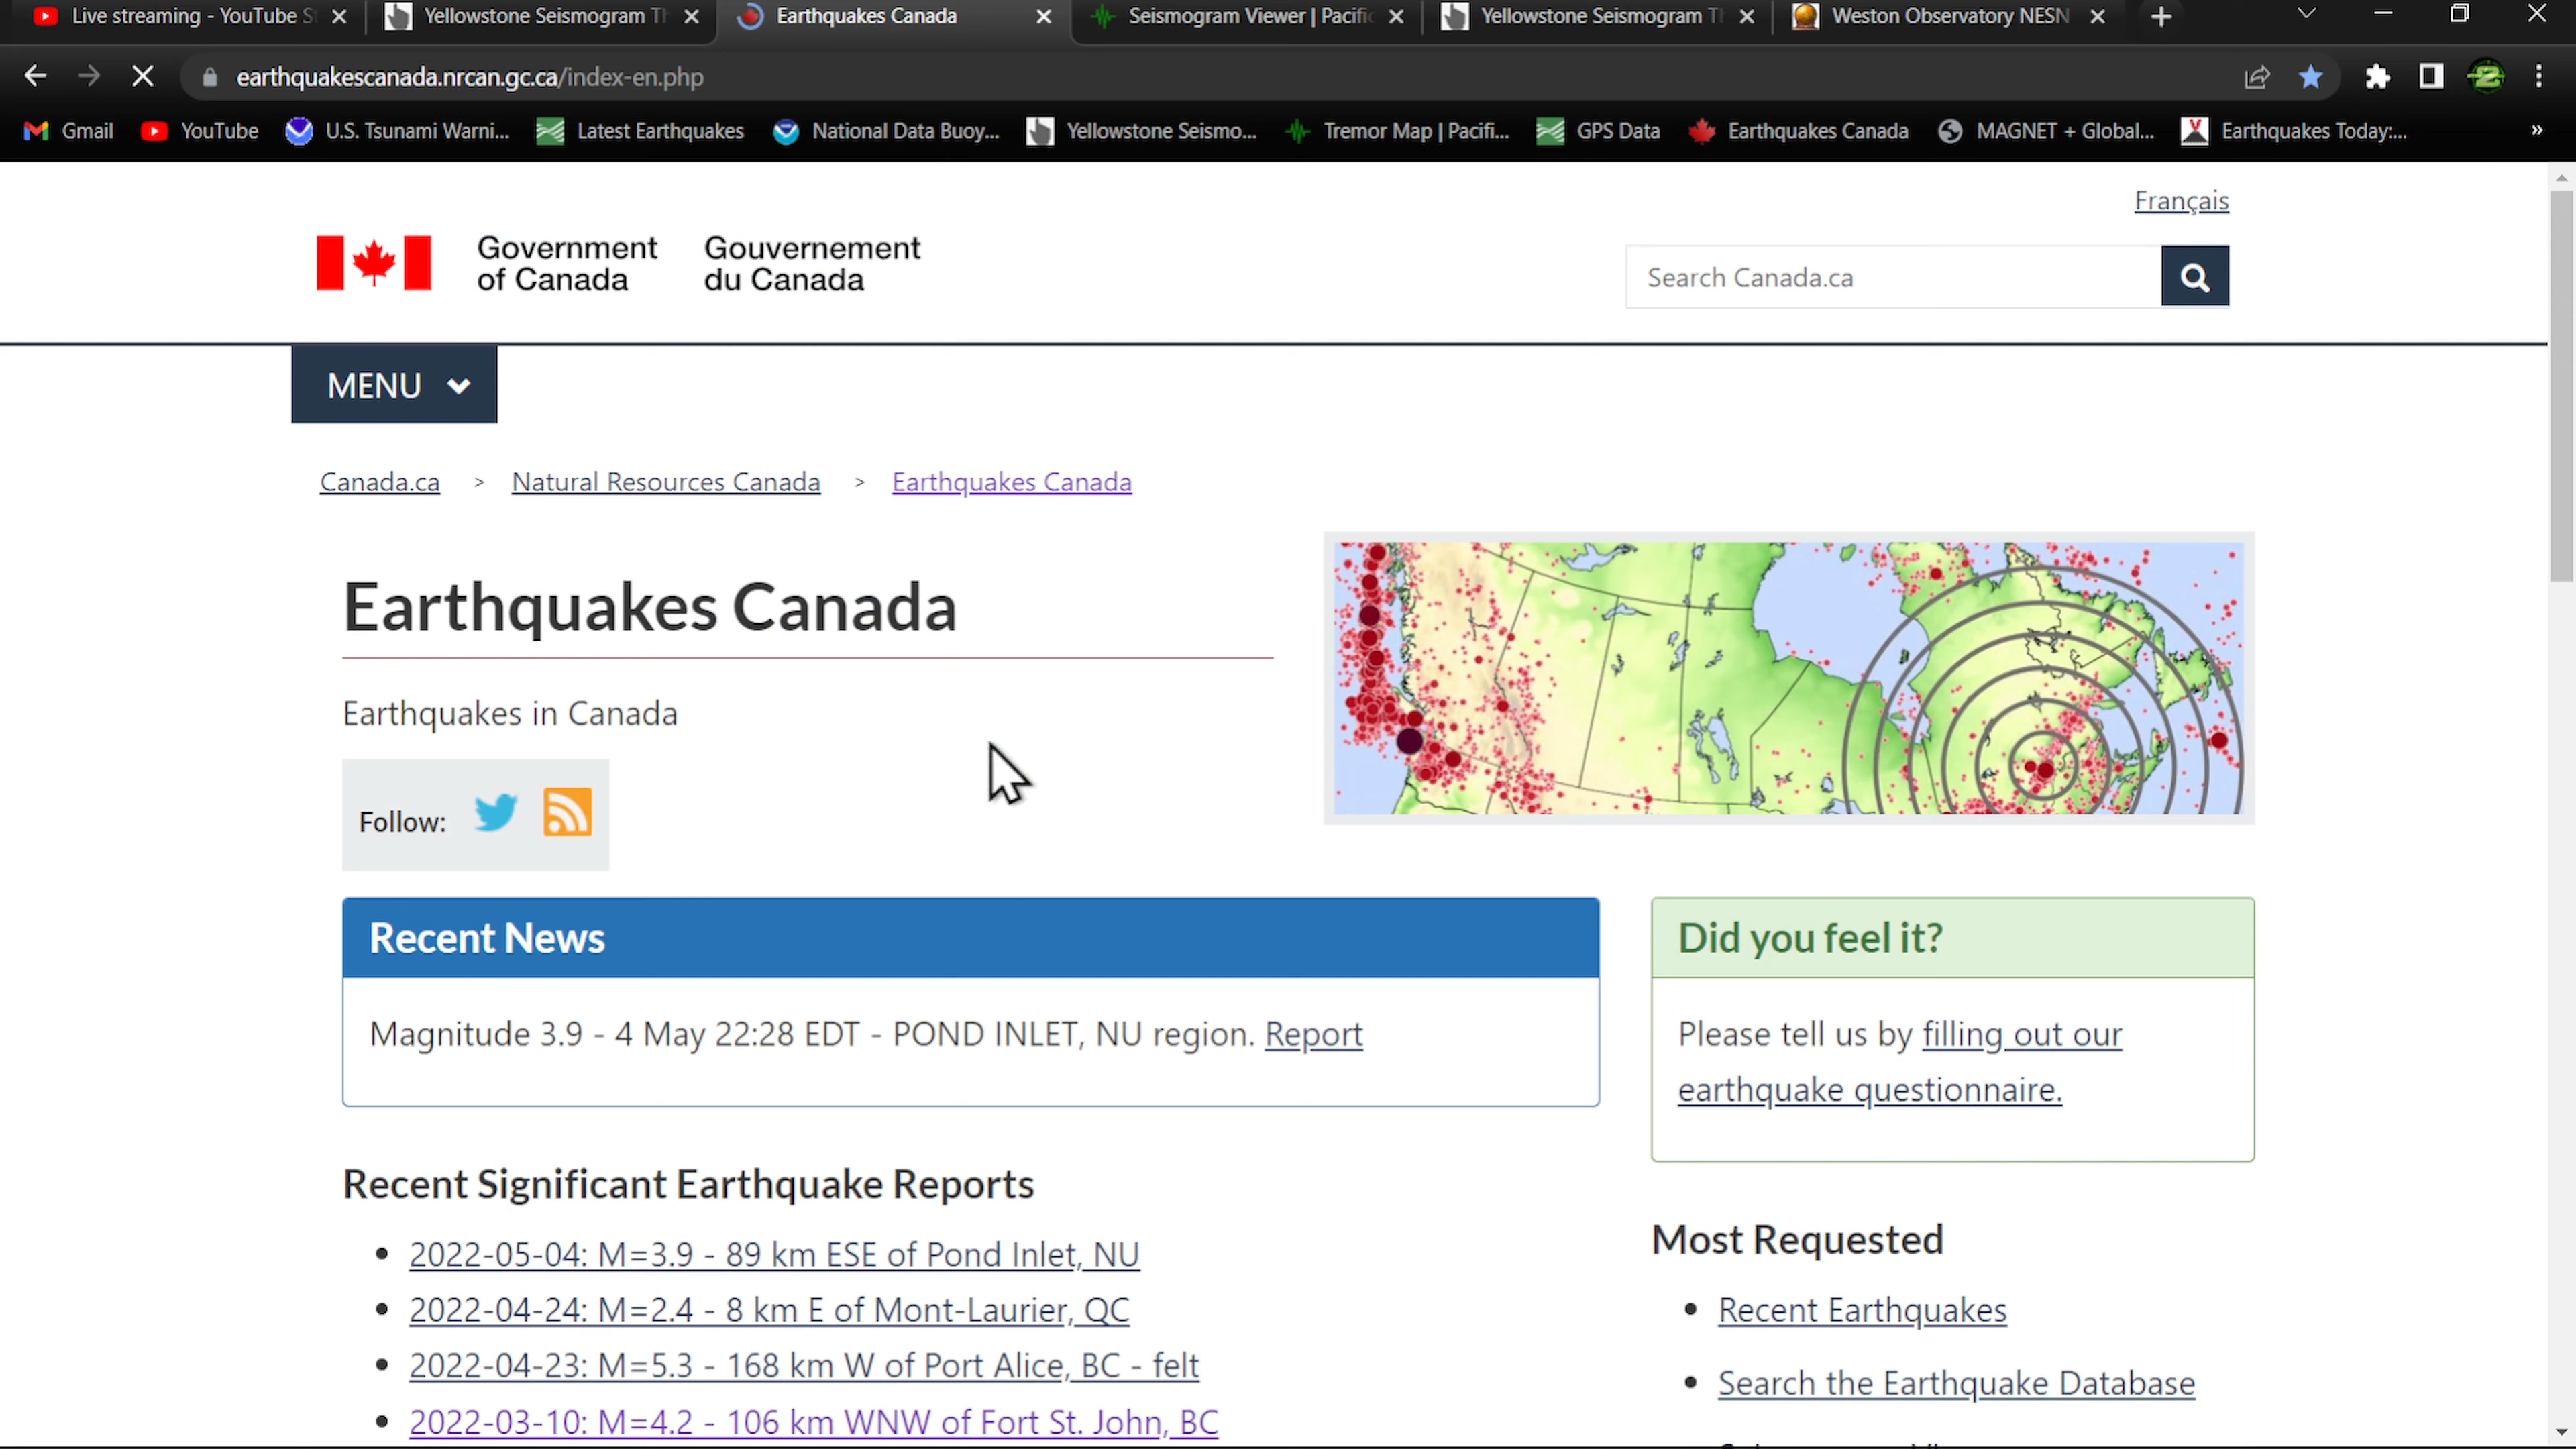 Live streaming - YouTube S
Yellowstone Seismogram Th
Earthquakes Canada
Seismogram Viewer | Pacific
Yellowstone Seismogram Th
Weston Observatory NESN
earthquakescanada.nrcan.gc.ca/index-en.php
Gmail
YouTube
U.S. Tsunami Warni...
Latest Earthquakes
National Data Buoy...
Yellowstone Seismo...
Tremor Map | Pacifi...
GPS Data
Earthquakes Canada
MAGNET + Global...
Earthquakes Today:...
»
Français
Government of Canada
Gouvernement du Canada
Search Canada.ca
MENU
Canada.ca > Natural Resources Canada > Earthquakes Canada
Earthquakes Canada
Earthquakes in Canada
Follow:
Recent News
Magnitude 3.9 - 4 May 22:28 EDT - POND INLET, NU region. Report
Did you feel it?
Please tell us by filling out our
earthquake questionnaire.
Recent Significant Earthquake Reports
2022-05-04: M=3.9 - 89 km ESE of Pond Inlet, NU
2022-04-24: M=2.4 - 8 km E of Mont-Laurier, QC
2022-04-23: M=5.3 - 168 km W of Port Alice, BC - felt
2022-03-10: M=4.2 - 106 km WNW of Fort St. John, BC
Most Requested
Recent Earthquakes
Search the Earthquake Database